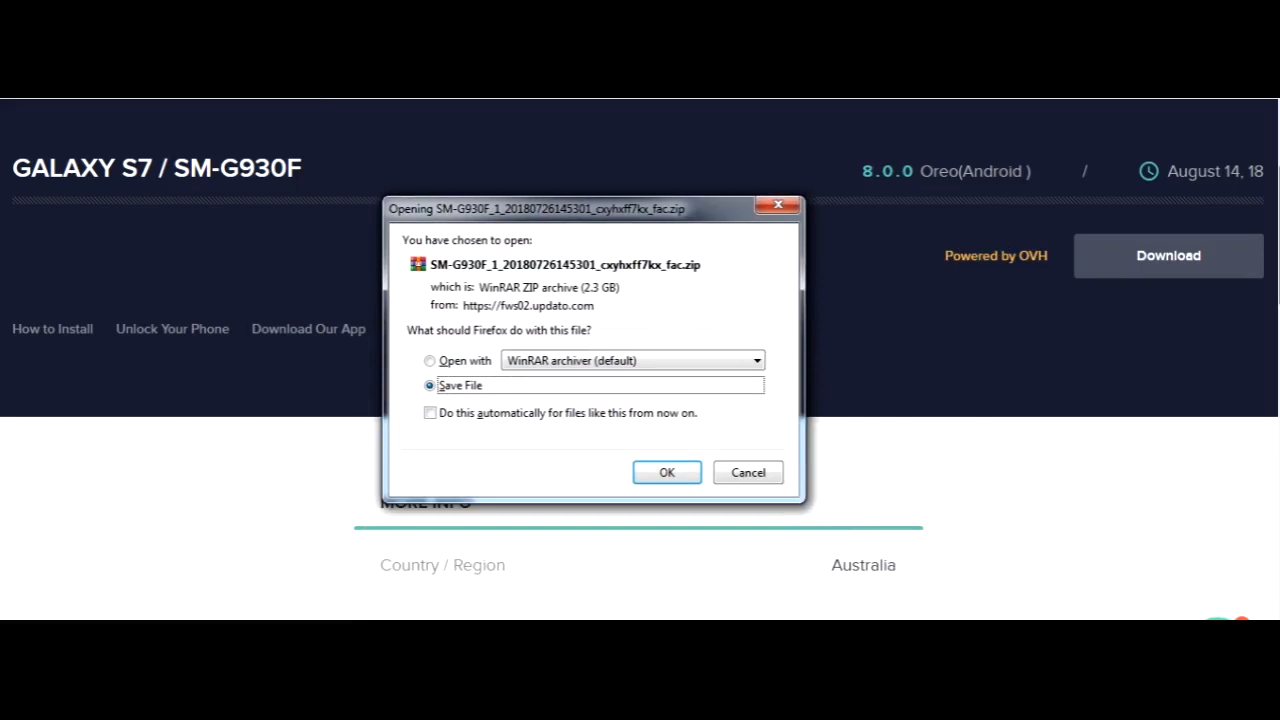 GALAXY S7 / SM-G930F
8.0.0 Oreo(Android ) / August 14, 18
Powered by OVH
Download
How to Install Unlock Your Phone Download Our App
Opening SM-G930F_1_20180726145301_cxyhxff7kx_fac.zip
You have chosen to open:
SM-G930F_1_20180726145301_cxyhxff7kx_fac.zip
which is: WinRAR ZIP archive (2.3 GB)
from: https://fws02.updato.com
What should Firefox do with this file?
Open with WinRAR archiver (default)
Save File
Do this automatically for files like this from now on.
OK Cancel
MORE INFO
Country / Region Australia